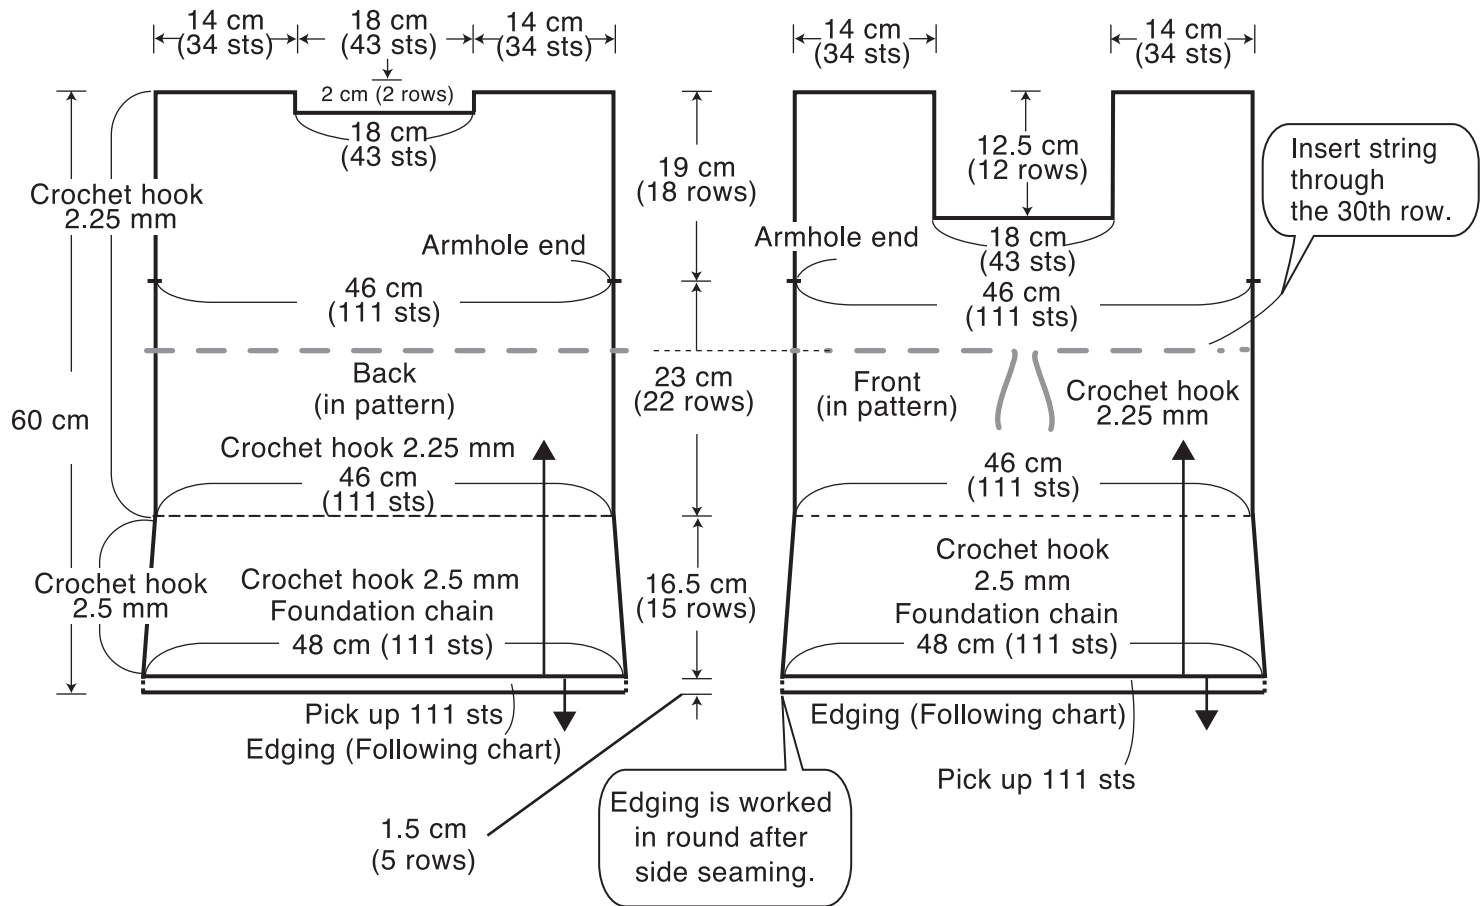 14 cm
(34 sts)
18 cm
(43 sts)
14 cm
(34 sts)
2 cm (2 rows)
18 cm
(43 sts)
Crochet hook
2.25 mm
Armhole end
46 cm
(111 sts)
Back
(in pattern)
Crochet hook 2.25 mm
46 cm
(111 sts)
60 cm
Crochet hook
2.5 mm
Crochet hook 2.5 mm
Foundation chain
48 cm (111 sts)
Pick up 111 sts
Edging (Following chart)
19 cm
(18 rows)
23 cm
(22 rows)
16.5 cm
(15 rows)
1.5 cm
(5 rows)
14 cm
(34 sts)
14 cm
(34 sts)
12.5 cm
(12 rows)
18 cm
(43 sts)
Armhole end
46 cm
(111 sts)
Insert string
through
the 30th row.
Front
(in pattern)
Crochet hook
2.25 mm
46 cm
(111 sts)
Crochet hook
2.5 mm
Foundation chain
48 cm (111 sts)
Edging (Following chart)
Pick up 111 sts
Edging is worked
in round after
side seaming.